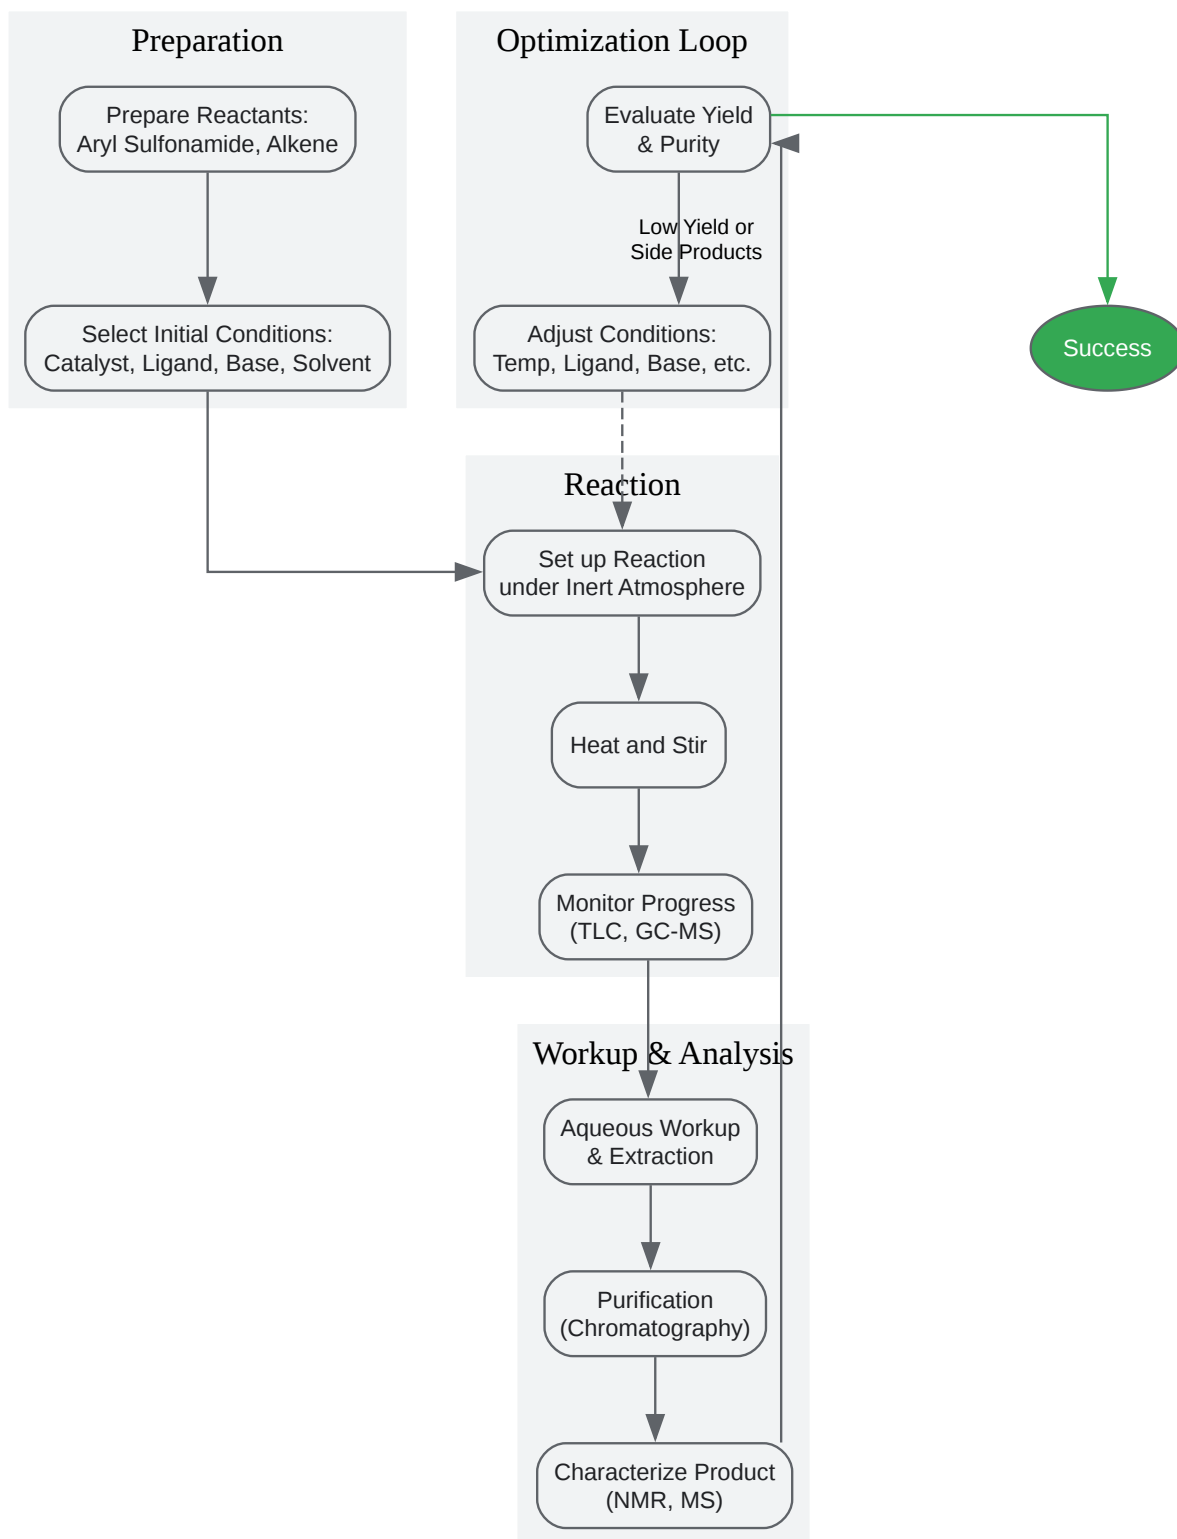 Preparation
Prepare Reactants:
Aryl Sulfonamide, Alkene
Select Initial Conditions:
Catalyst, Ligand, Base, Solvent
Optimization Loop
Evaluate Yield
& Purity
Low Yield or
Side Products
Adjust Conditions:
Temp, Ligand, Base, etc.
Success
Reaction
Set up Reaction
under Inert Atmosphere
Heat and Stir
Monitor Progress
(TLC, GC-MS)
Workup & Analysis
Aqueous Workup
& Extraction
Purification
(Chromatography)
Characterize Product
(NMR, MS)